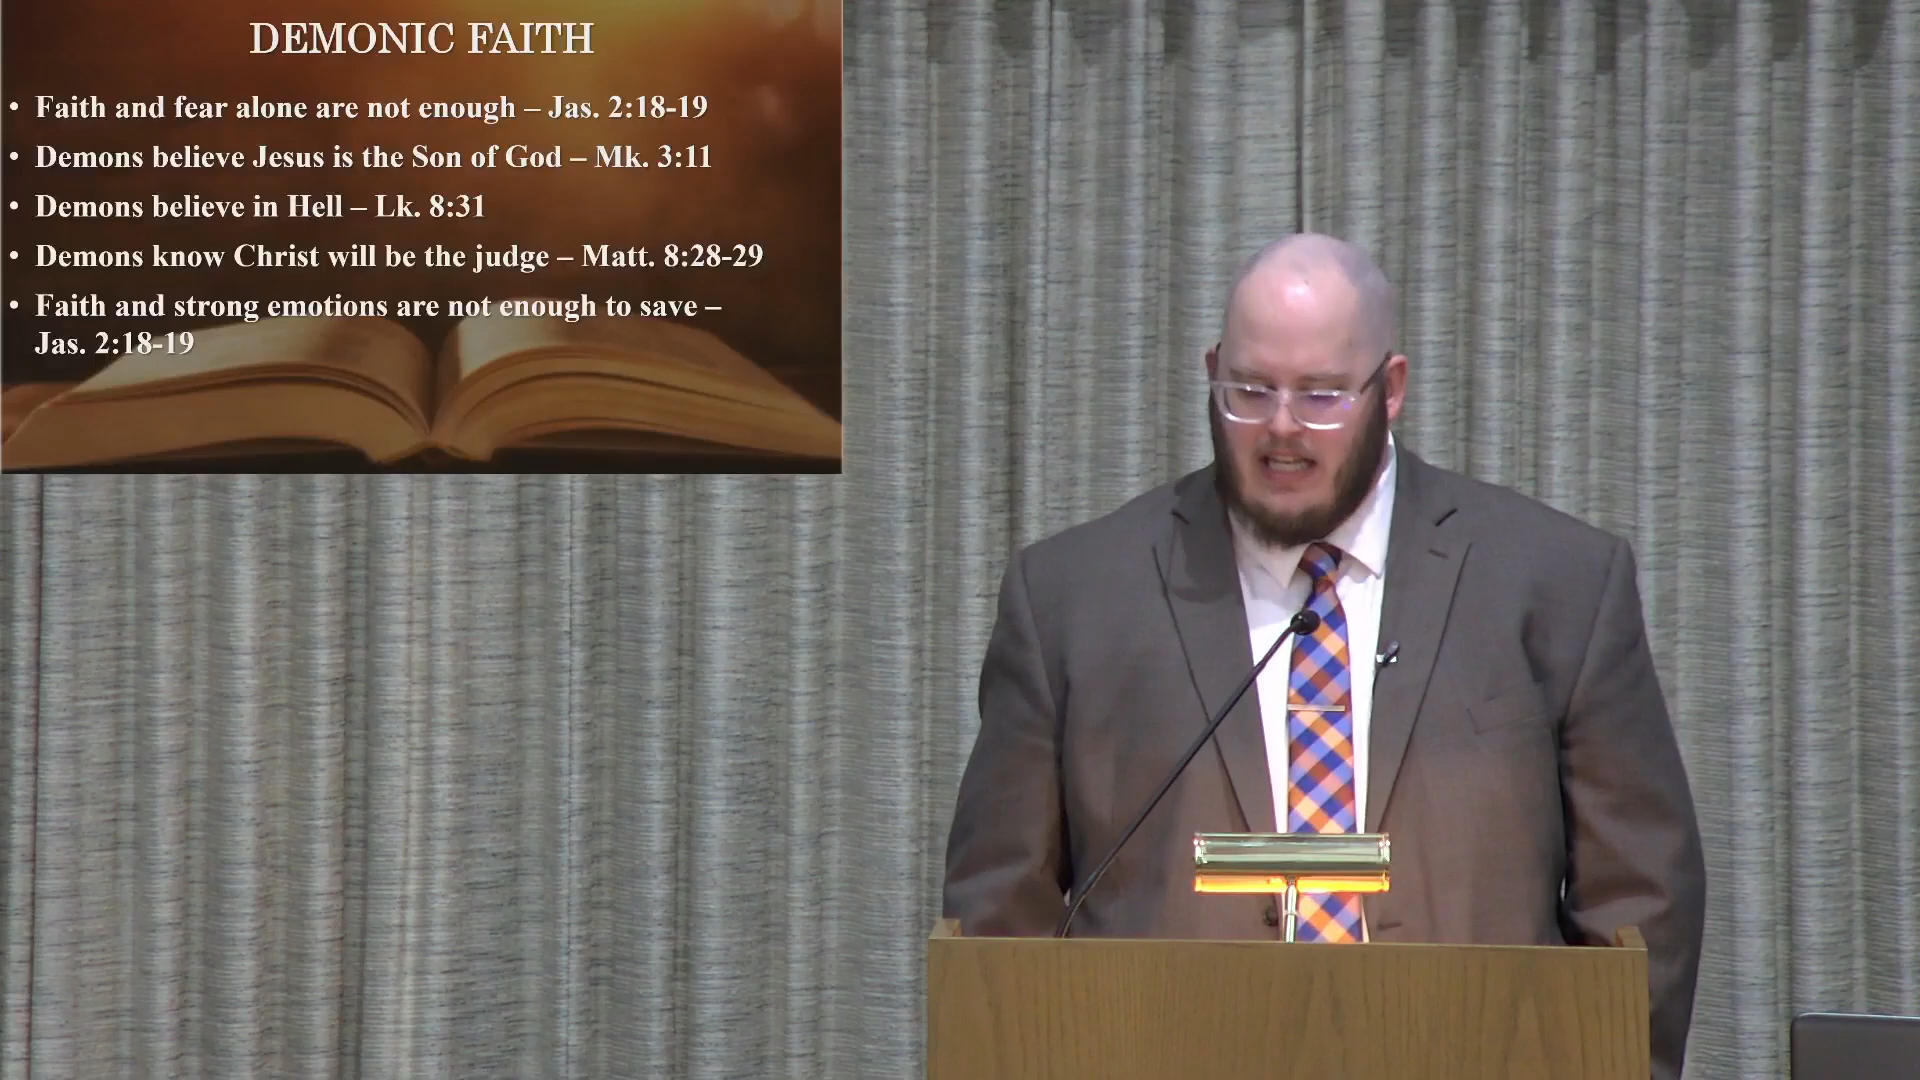 DEMONIC FAITH
• Faith and fear alone are not enough – Jas. 2:18-19
• Demons believe Jesus is the Son of God – Mk. 3:11
• Demons believe in Hell – Lk. 8:31
• Demons know Christ will be the judge – Matt. 8:28-29
• Faith and strong emotions are not enough to save –
Jas. 2:18-19